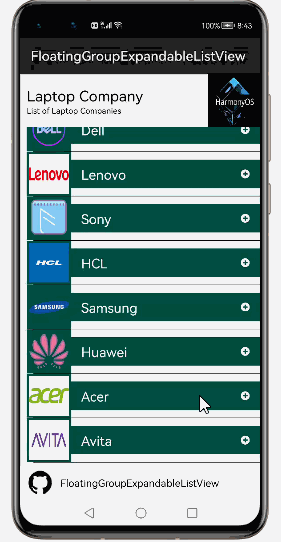 100% 8:43
FloatingGroupExpandableListView
Laptop Company
List of Laptop Companies
HarmonyOS
DELL Dell
Lenovo Lenovo
Sony
HCL HCL
SAMSUNG Samsung
Huawei
acer Acer
AVITA Avita
FloatingGroupExpandableListView